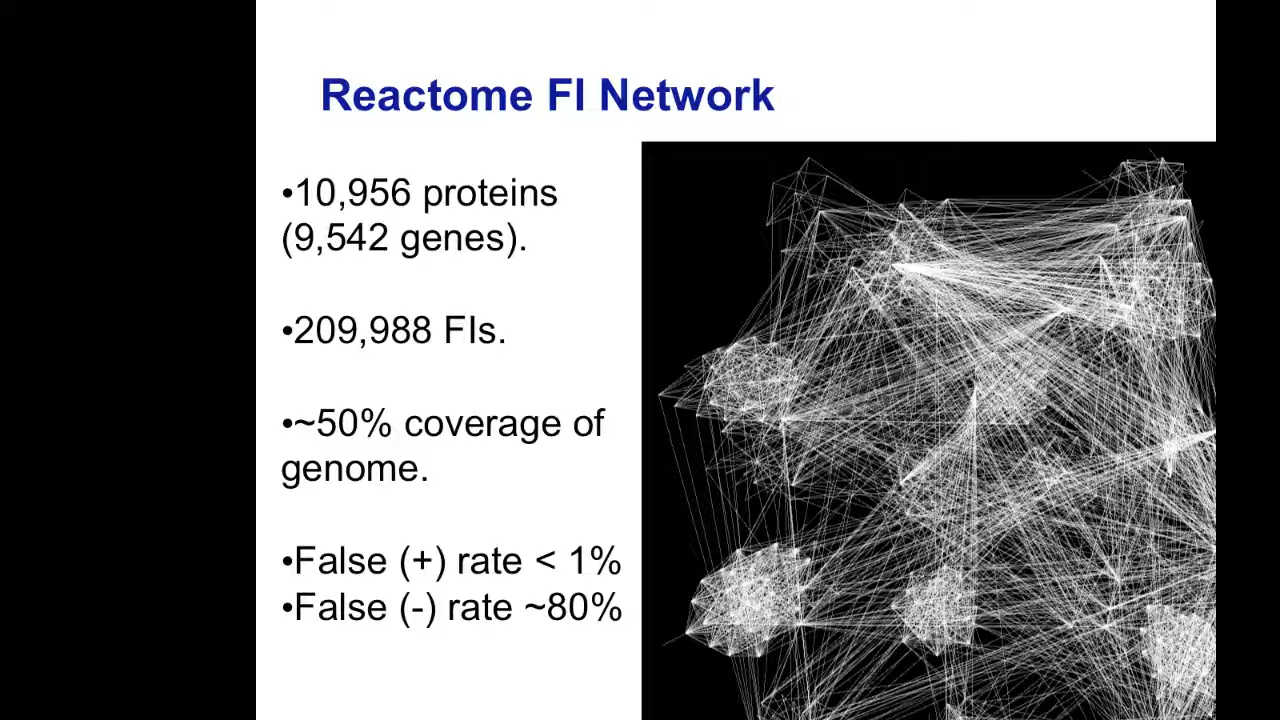 Reactome FI Network
•10,956 proteins
(9,542 genes).
•209,988 FIs.
•~50% coverage of
genome.
•False (+) rate < 1%
•False (-) rate ~80%